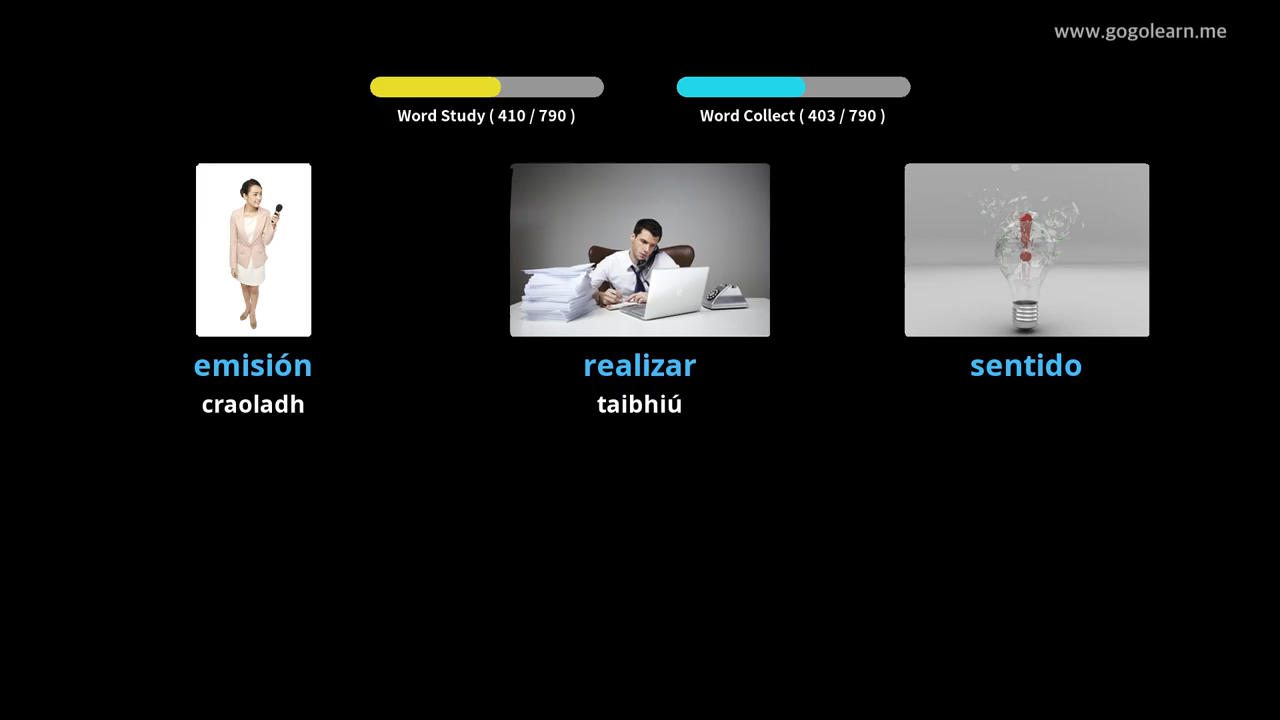 www.gogolearn.me
Word Study ( 410 / 790 )
Word Collect ( 403 / 790 )
emisión
craoladh
realizar
taibhiú
sentido